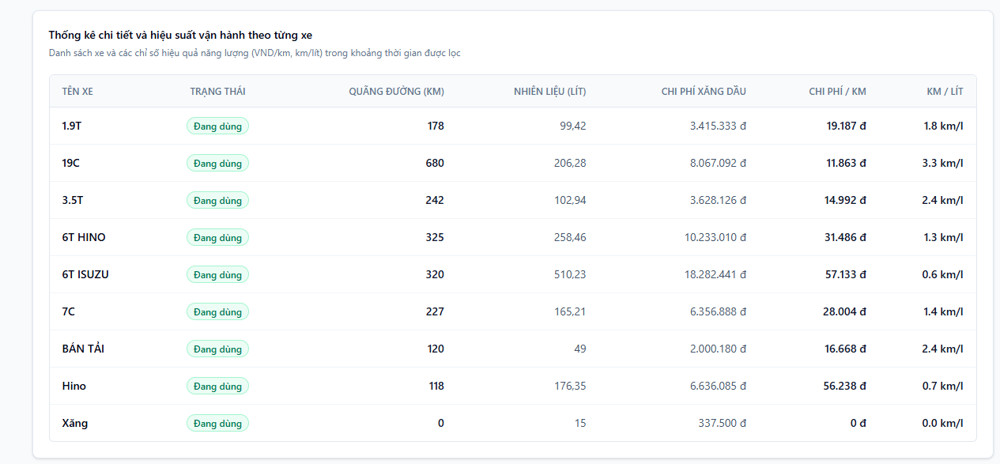 Thống kê chi tiết và hiệu suất vận hành theo từng xe
Danh sách xe và các chỉ số hiệu quả năng lượng (VND/km, km/lít) trong khoảng thời gian được lọc
TÊN XE TRẠNG THÁI QUÃNG ĐƯỜNG (KM) NHIÊN LIỆU (LÍT) CHI PHÍ XĂNG DẦU CHI PHÍ / KM KM / LÍT
1.9T Đang dùng 178 99,42 3.415.333 đ 19.187 đ 1.8 km/l
19C Đang dùng 680 206,28 8.067.092 đ 11.863 đ 3.3 km/l
3.5T Đang dùng 242 102,94 3.628.126 đ 14.992 đ 2.4 km/l
6T HINO Đang dùng 325 258,46 10.233.010 đ 31.486 đ 1.3 km/l
6T ISUZU Đang dùng 320 510,23 18.282.441 đ 57.133 đ 0.6 km/l
7C Đang dùng 227 165,21 6.356.888 đ 28.004 đ 1.4 km/l
BÁN TẢI Đang dùng 120 49 2.000.180 đ 16.668 đ 2.4 km/l
Hino Đang dùng 118 176,35 6.636.085 đ 56.238 đ 0.7 km/l
Xăng Đang dùng 0 15 337.500 đ 0 đ 0.0 km/l